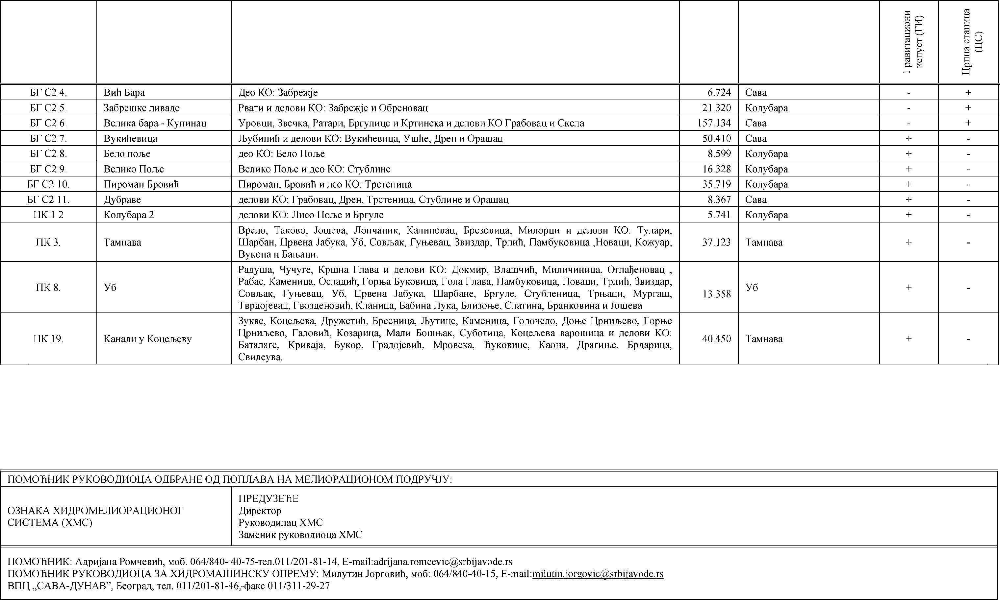 Гравитациони
испуст (ГИ)
Црпна станица
(ЦС)
БГ С2 4. Вић Бара Део КО: Забрежје 6.724 Сава - +
БГ С2 5. Забрешке ливаде Рвати и делови КО: Забрежје и Обреновац 21.320 Колубара - +
БГ С2 6. Велика бара - Купинац Уровци, Звечка, Ратари, Бргулице и Кртинска и делови КО Грабовац и Скела 157.134 Сава - +
БГ С2 7. Вукићевица Љубинић и делови КО: Вукићевица, Ушће, Дрен и Орашац 50.410 Сава + -
БГ С2 8. Бело поље део КО: Бело Поље 8.599 Колубара + -
БГ С2 9. Велико Поље Велико Поље и део КО: Стублине 16.328 Колубара + -
БГ С2 10. Пироман Бровић Пироман, Бровић и део КО: Трстеница 35.719 Колубара + -
БГ С2 11. Дубраве делови КО: Грабовац, Дрен, Трстеница, Стублине и Орашац 8.367 Сава + -
ПК 1 2 Колубара 2 делови КО: Лисо Поље и Бргуле 5.741 Колубара + -
Врело, Таково, Јошева, Лончаник, Калиновац, Брезовица, Милорци и делови КО: Тулари,
ПК 3. Тамнава Шарбан, Црвена Јабука, Уб, Совљак, Гуњевац, Звиздар, Трлић, Памбуковица ,Новаци, Кожуар, 37.123 Тамнава + -
Вукона и Бањани.
Радуша, Чучуге, Кршна Глава и делови КО: Докмир, Влашчић, Миличиница, Оглађеновац ,
Рабас, Каменица, Осладић, Горња Буковица, Гола Глава, Памбуковица, Новаци, Трлић, Звиздар,
ПК 8. Уб Совљак, Гуњевац, Уб, Црвена Јабука, Шарбане, Бргуле, Стубленица, Трњаци, Мургаш, 13.358 Уб + -
Тврдојевац, Гвозденовић, Кланица, Бабина Лука, Близоње, Слатина, Бранковина и Јошева
Зукве, Коцељева, Дружетић, Бресница, Љутице, Каменица, Голочело, Доње Црниљево, Горње
Црниљево, Галовић, Козарица, Мали Бошњак, Суботица, Коцељева варошица и делови КО:
ПК 19. Канали у Коцељеву Баталаге, Криваја, Букор, Градојевић, Мровска, Ћуковине, Каона, Драгиње, Брдарица, 40.450 Тамнава + -
Свилеува.
ПОМОЋНИК РУКОВОДИОЦА ОДБРАНЕ ОД ПОПЛАВА НА МЕЛИОРАЦИОНОМ ПОДРУЧЈУ:
ОЗНАКА ХИДРОМЕЛИОРАЦИОНОГ
СИСТЕМА (ХМС)
ПРЕДУЗЕЋЕ
Директор
Руководилац ХМС
Заменик руководиоца ХМС
ПОМОЋНИК: Адријана Ромчевић, моб. 064/840- 40-75-тел.011/201-81-14, E-mail:adrijana.romcevic@srbijavode.rs
ПОМОЋНИК РУКОВОДИОЦА ЗА ХИДРОМАШИНСКУ ОПРЕМУ: Милутин Јорговић, моб: 064/840-40-15, E-mail:milutin.jorgovic@srbijavode.rs
ВПЦ „САВА-ДУНАВ”, Београд, тел. 011/201-81-46,-факс 011/311-29-27